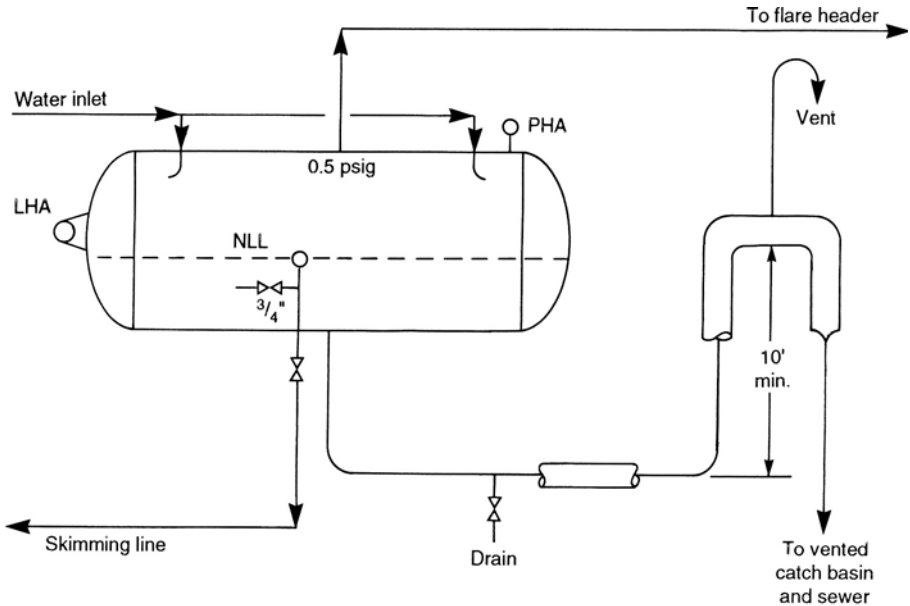 To flare header
Water inlet
PHA
Vent
0.5 psig
LHA
NLL
3/4"
10'
min.
Skimming line
Drain
To vented
catch basin
and sewer